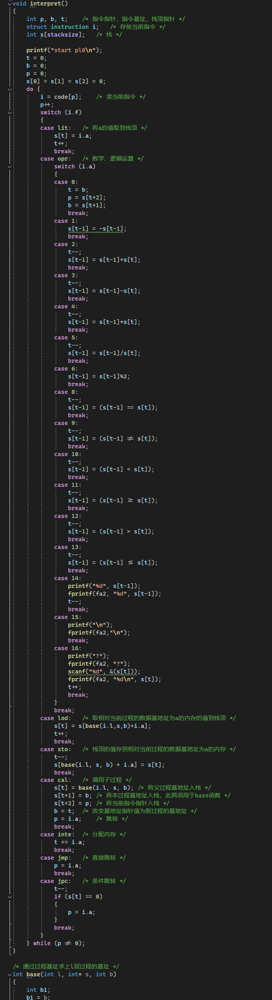 void interpret()
{
    int p, b, t;    /* 指令指针，指令基址，栈顶指针 */
    struct instruction i;   /* 存放当前指令 */
    int s[stacksize];   /* 栈 */

    printf("start pl0\n");
    t = 0;
    b = 0;
    p = 0;
    s[0] = s[1] = s[2] = 0;
    do {
        i = code[p];    /* 读当前指令 */
        p++;
        switch (i.f)
        {
        case lit:   /* 将a的值取到栈顶 */
            s[t] = i.a;
            t++;
            break;
        case opr:   /* 数学、逻辑运算 */
            switch (i.a)
            {
            case 0:
                t = b;
                p = s[t+2];
                b = s[t+1];
                break;
            case 1:
                s[t-1] = -s[t-1];
                break;
            case 2:
                t--;
                s[t-1] = s[t-1]+s[t];
                break;
            case 3:
                t--;
                s[t-1] = s[t-1]-s[t];
                break;
            case 4:
                t--;
                s[t-1] = s[t-1]*s[t];
                break;
            case 5:
                t--;
                s[t-1] = s[t-1]/s[t];
                break;
            case 6:
                s[t-1] = s[t-1]%2;
                break;
            case 8:
                t--;
                s[t-1] = (s[t-1] == s[t]);
                break;
            case 9:
                t--;
                s[t-1] = (s[t-1] ≠ s[t]);
                break;
            case 10:
                t--;
                s[t-1] = (s[t-1] < s[t]);
                break;
            case 11:
                t--;
                s[t-1] = (s[t-1] ≥ s[t]);
                break;
            case 12:
                t--;
                s[t-1] = (s[t-1] > s[t]);
                break;
            case 13:
                t--;
                s[t-1] = (s[t-1] ≤ s[t]);
                break;
            case 14:
                printf("%d", s[t-1]);
                fprintf(fa2, "%d", s[t-1]);
                t--;
                break;
            case 15:
                printf("\n");
                fprintf(fa2,"\n");
                break;
            case 16:
                printf("?");
                fprintf(fa2, "?");
                scanf("%d", &(s[t]));
                fprintf(fa2, "%d\n", s[t]);
                t++;
                break;
            }
            break;
        case lod:   /* 取相对当前过程的数据基地址为a的内存的值到栈顶 */
            s[t] = s[base(i.l,s,b)+i.a];
            t++;
            break;
        case sto:   /* 栈顶的值存到相对当前过程的数据基地址为a的内存 */
            t--;
            s[base(i.l, s, b) + i.a] = s[t];
            break;
        case cal:   /* 调用子过程 */
            s[t] = base(i.l, s, b); /* 将父过程基地址入栈 */
            s[t+1] = b; /* 将本过程基地址入栈，此两项用于base函数 */
            s[t+2] = p; /* 将当前指令指针入栈 */
            b = t;  /* 改变基地址指针值为新过程的基地址 */
            p = i.a;    /* 跳转 */
            break;
        case inte:  /* 分配内存 */
            t += i.a;
            break;
        case jmp:   /* 直接跳转 */
            p = i.a;
            break;
        case jpc:   /* 条件跳转 */
            t--;
            if (s[t] == 0)
            {
                p = i.a;
            }
            break;
        }
    } while (p ≠ 0);
}

/* 通过过程基址求上l层过程的基址 */
int base(int l, int* s, int b)
{
    int b1;
    b1 = b;